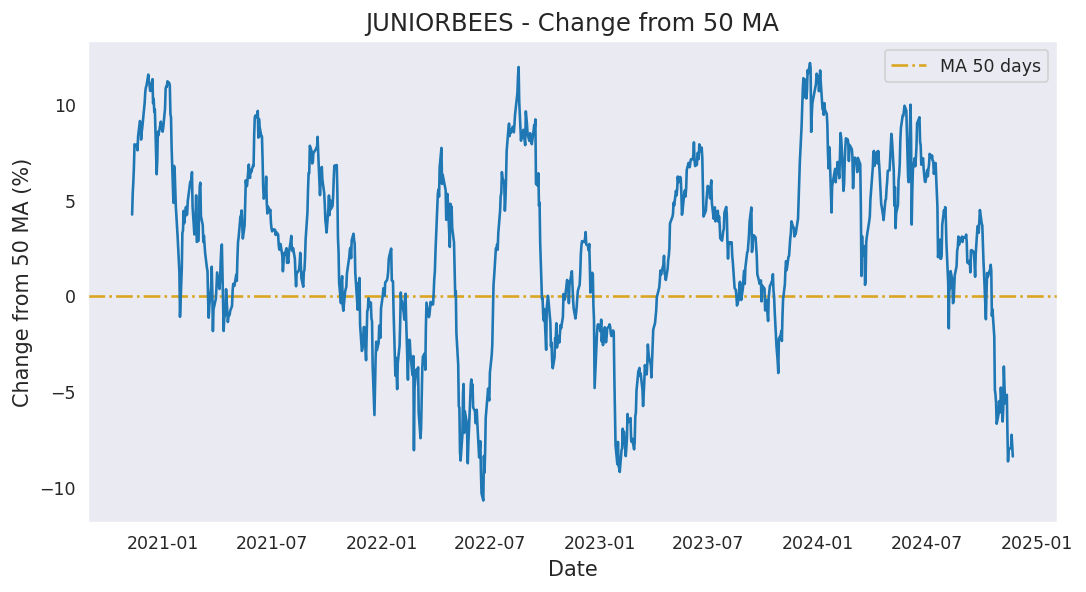 JUNIORBEES - Change from 50 MA
MA 50 days
Change from 50 MA (%)
10
5
0
−5
−10
2021-01 2021-07 2022-01 2022-07 2023-01 2023-07 2024-01 2024-07 2025-01
Date